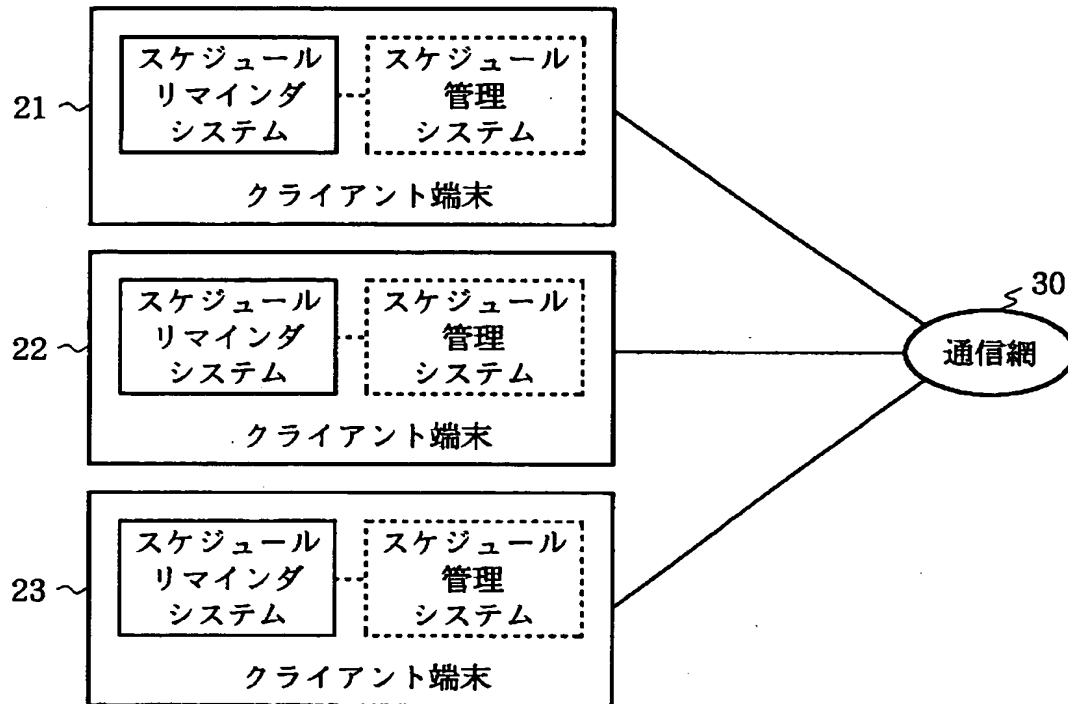 21
スケジュール
リマインダ
システム
スケジュール
管理
システム
クライアント端末
22
スケジュール
リマインダ
システム
スケジュール
管理
システム
クライアント端末
23
スケジュール
リマインダ
システム
スケジュール
管理
システム
クライアント端末
30
通信網